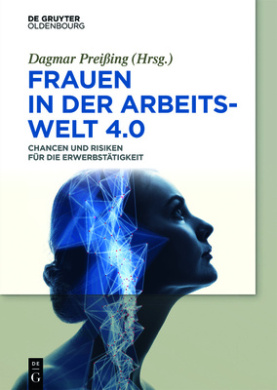 DE GRUYTER
OLDENBOURG
Dagmar Preißing (Hrsg.)
FRAUEN
IN DER ARBEITS-
WELT 4.0
CHANCEN UND RISIKEN
FÜR DIE ERWERBSTÄTIGKEIT
DE
G